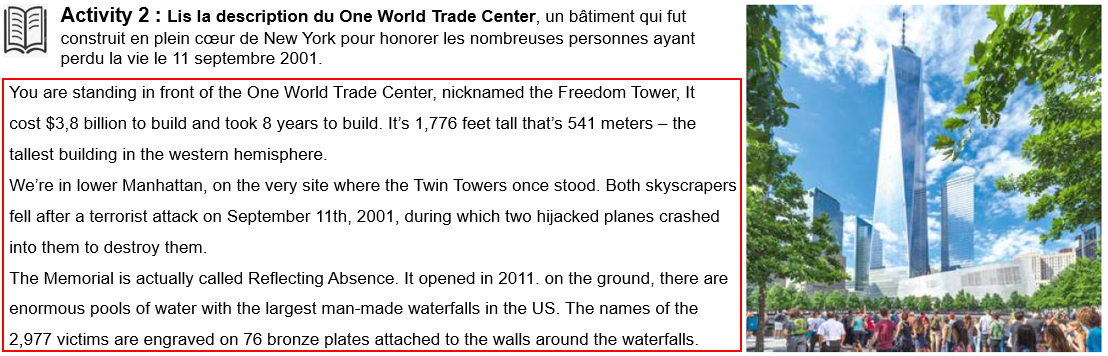 Activity 2 : Lis la description du One World Trade Center, un bâtiment qui fut
construit en plein cœur de New York pour honorer les nombreuses personnes ayant
perdu la vie le 11 septembre 2001.
You are standing in front of the One World Trade Center, nicknamed the Freedom Tower, It
cost $3,8 billion to build and took 8 years to build. It’s 1,776 feet tall that’s 541 meters – the
tallest building in the western hemisphere.
We’re in lower Manhattan, on the very site where the Twin Towers once stood. Both skyscrapers
fell after a terrorist attack on September 11th, 2001, during which two hijacked planes crashed
into them to destroy them.
The Memorial is actually called Reflecting Absence. It opened in 2011. on the ground, there are
enormous pools of water with the largest man-made waterfalls in the US. The names of the
2,977 victims are engraved on 76 bronze plates attached to the walls around the waterfalls.